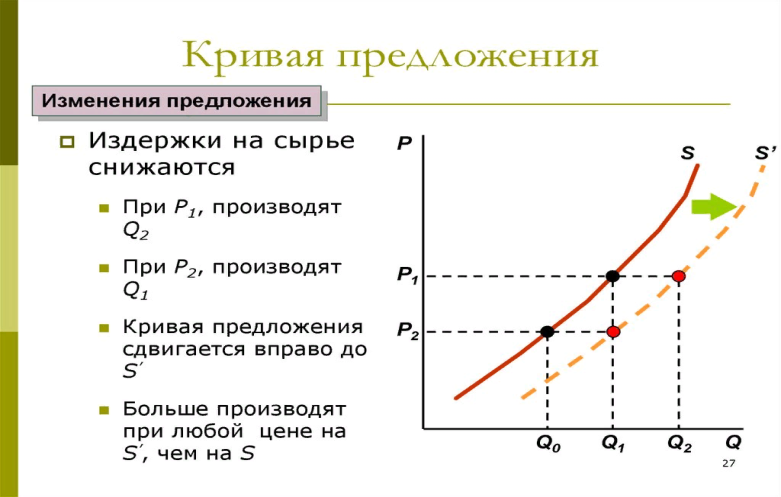 Кривая предложения
Изменения предложения
Издержки на сырье
снижаются
При P1, производят
Q2
При P2, производят
Q1
Кривая предложения
сдвигается вправо до
S′
Больше производят
при любой цене на
S′, чем на S
P
S
S’
P1
P2
Q0
Q1
Q2
Q
27